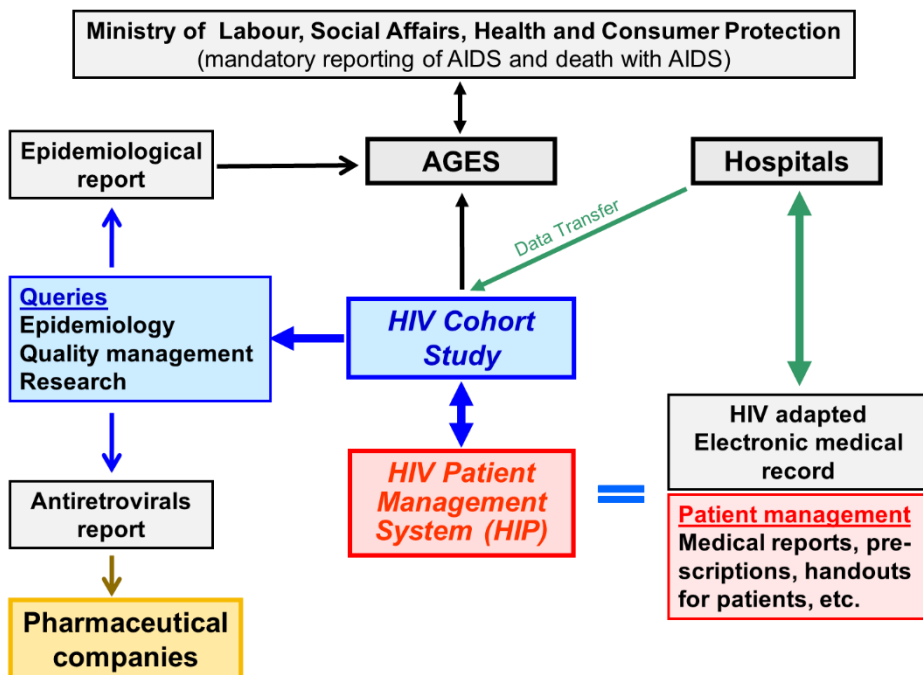 Ministry of Labour, Social Affairs, Health and Consumer Protection
(mandatory reporting of AIDS and death with AIDS)
Epidemiological
report
AGES
Hospitals
Data Transfer
Queries
Epidemiology
Quality management
Research
HIV Cohort
Study
HIV adapted
Electronic medical
record
HIV Patient
Management
System (HIP)
=
Antiretrovirals
report
Patient management
Medical reports, pre-
scriptions, handouts
for patients, etc.
Pharmaceutical
companies